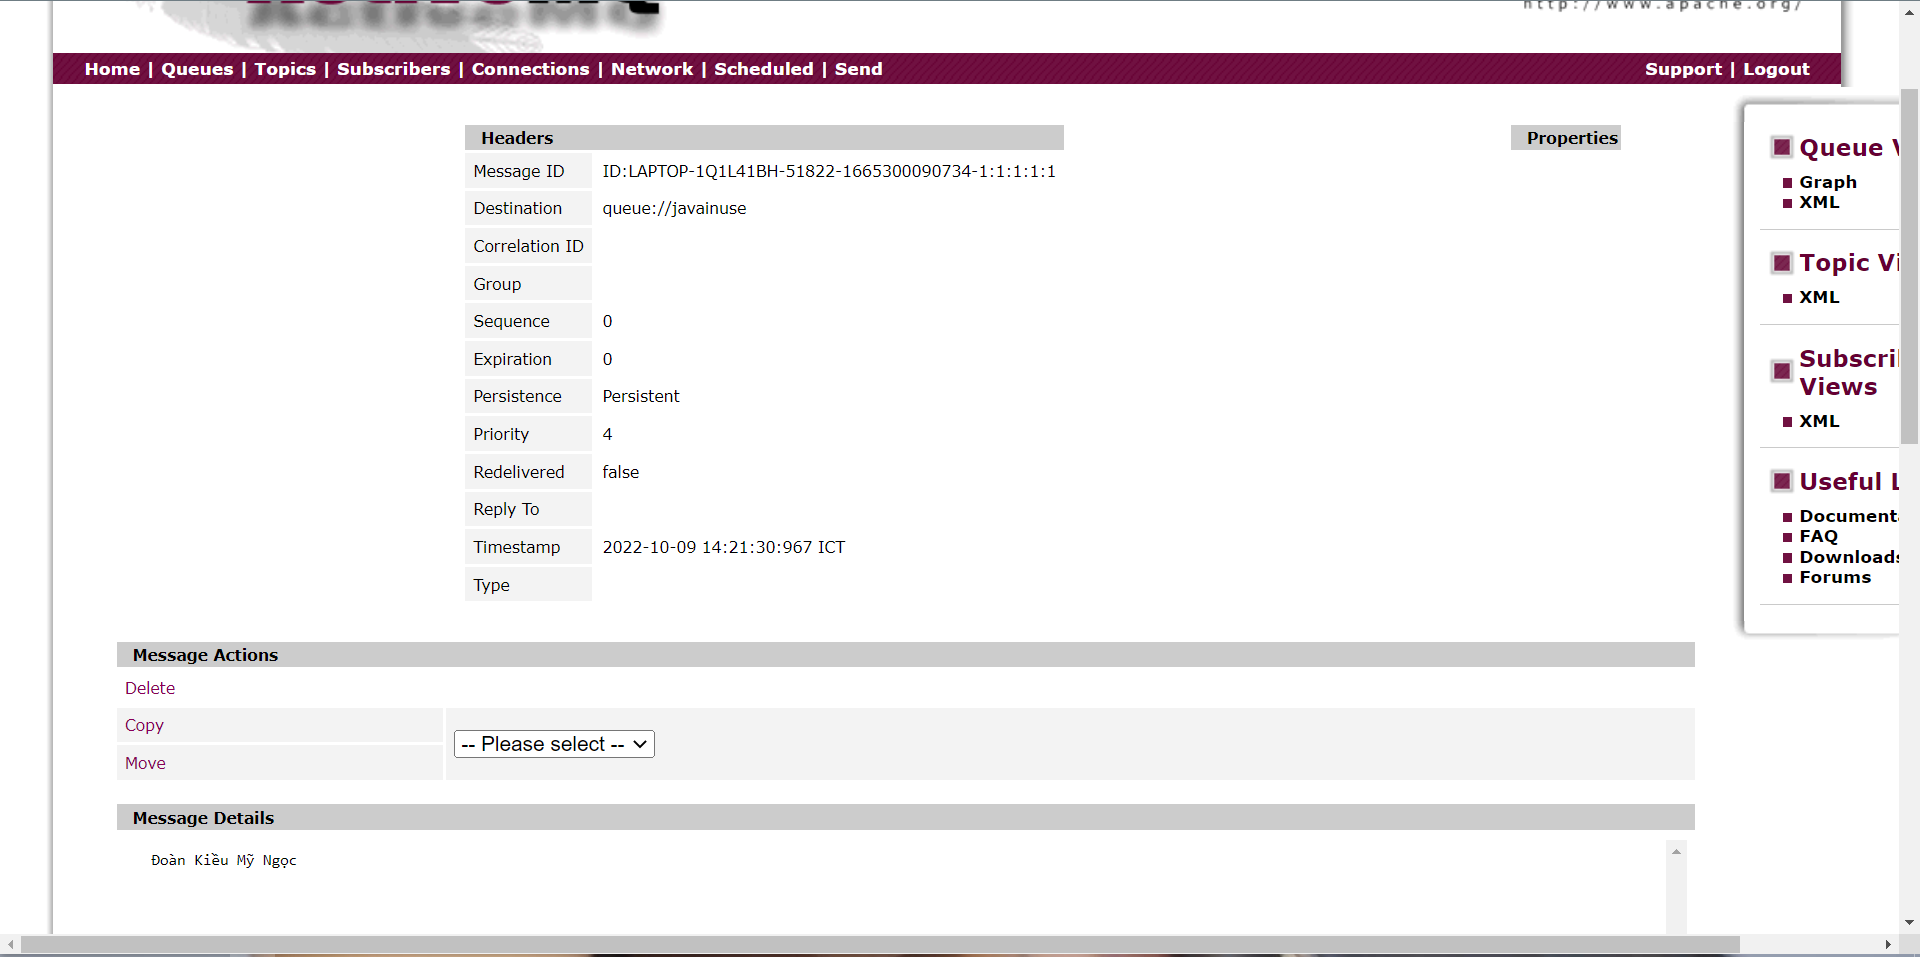 http://www.apache.org/
Home | Queues | Topics | Subscribers | Connections | Network | Scheduled | Send
Support | Logout
Headers
Message ID ID:LAPTOP-1Q1L41BH-51822-1665300090734-1:1:1:1:1
Destination queue://javainuse
Correlation ID
Group
Sequence 0
Expiration 0
Persistence Persistent
Priority 4
Redelivered false
Reply To
Timestamp 2022-10-09 14:21:30:967 ICT
Type
Properties
Message Actions
Delete
Copy
Move
-- Please select --
Message Details
Đoàn Kiều Mỹ Ngọc
Queue
Graph
XML
Topic
XML
Views
XML
Useful
FAQ
Downloads
Forums